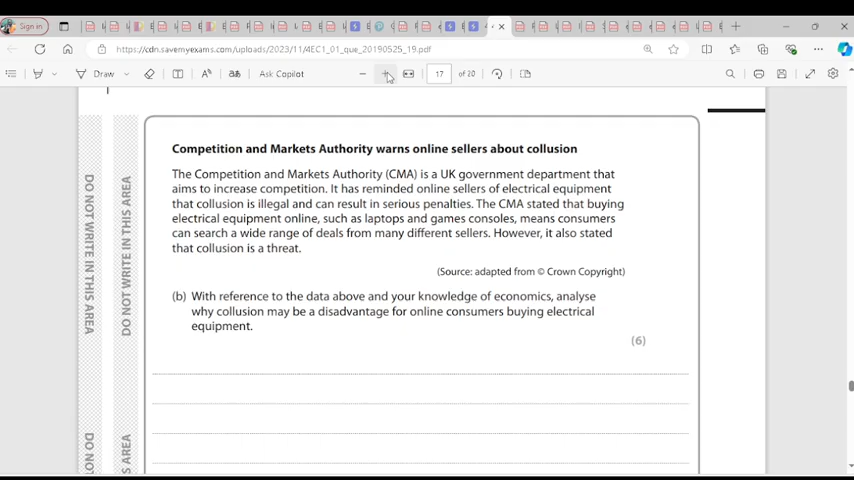 Sign in
https://cdn.savemyexams.com/uploads/2023/11/4EC1_01_que_20190525_19.pdf
Draw
Ask Copilot
17 of 20
Competition and Markets Authority warns online sellers about collusion
The Competition and Markets Authority (CMA) is a UK government department that
aims to increase competition. It has reminded online sellers of electrical equipment
that collusion is illegal and can result in serious penalties. The CMA stated that buying
electrical equipment online, such as laptops and games consoles, means consumers
can search a wide range of deals from many different sellers. However, it also stated
that collusion is a threat.
(Source: adapted from © Crown Copyright)
(b) With reference to the data above and your knowledge of economics, analyse
why collusion may be a disadvantage for online consumers buying electrical
equipment.
(6)
DO NOT WRITE IN THIS AREA
DO NOT WRITE IN THIS AREA
DO NOT
S AREA